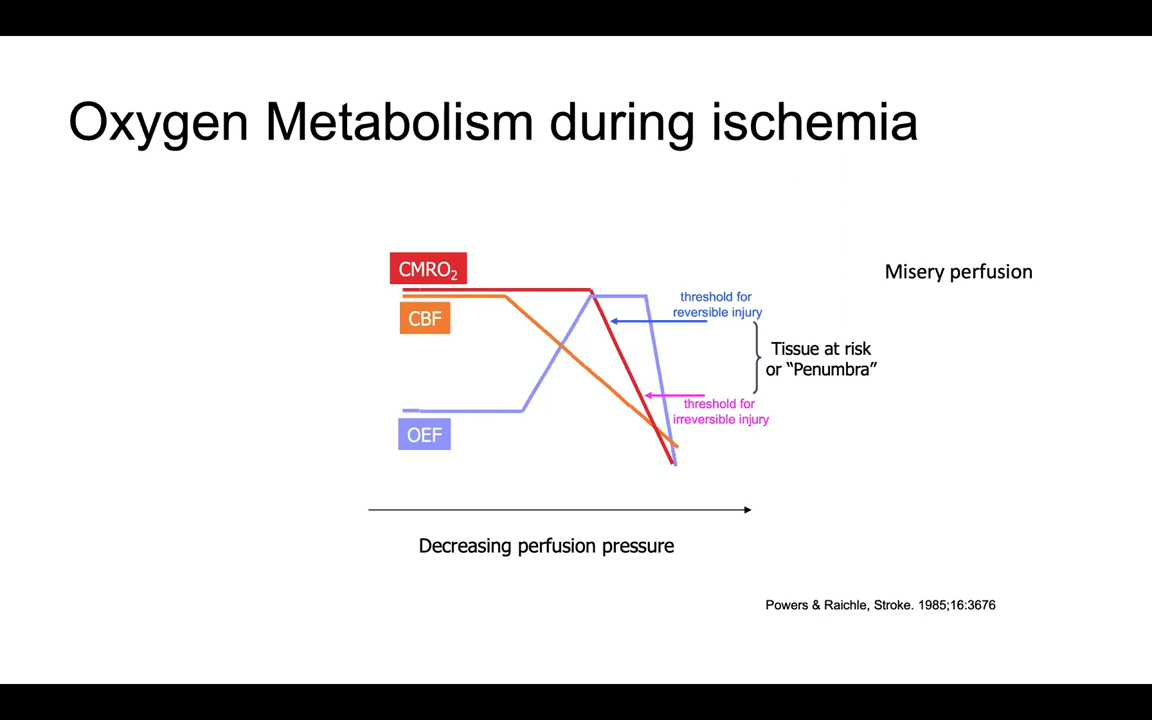 Oxygen Metabolism during ischemia
CMRO₂
CBF
OEF
threshold for
reversible injury
threshold for
irreversible injury
Tissue at risk
or “Penumbra”
Misery perfusion
Decreasing perfusion pressure
Powers & Raichle, Stroke. 1985;16:3676